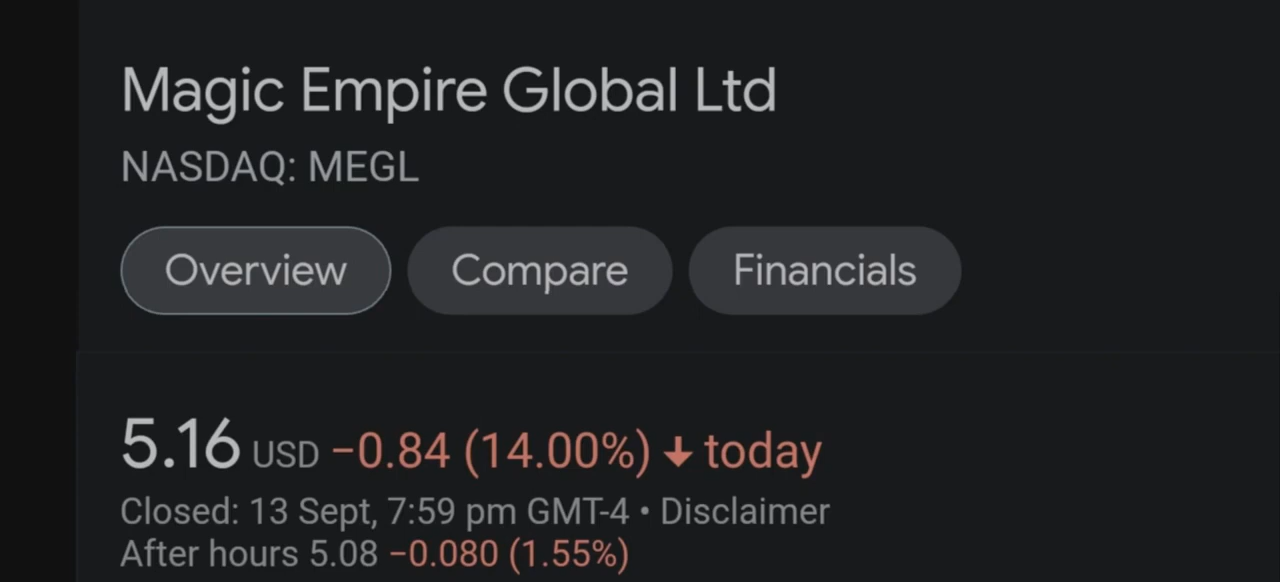 Magic Empire Global Ltd
NASDAQ: MEGL
Overview Compare Financials
5.16 USD −0.84 (14.00%) ↓ today
Closed: 13 Sept, 7:59 pm GMT-4 • Disclaimer
After hours 5.08 −0.080 (1.55%)